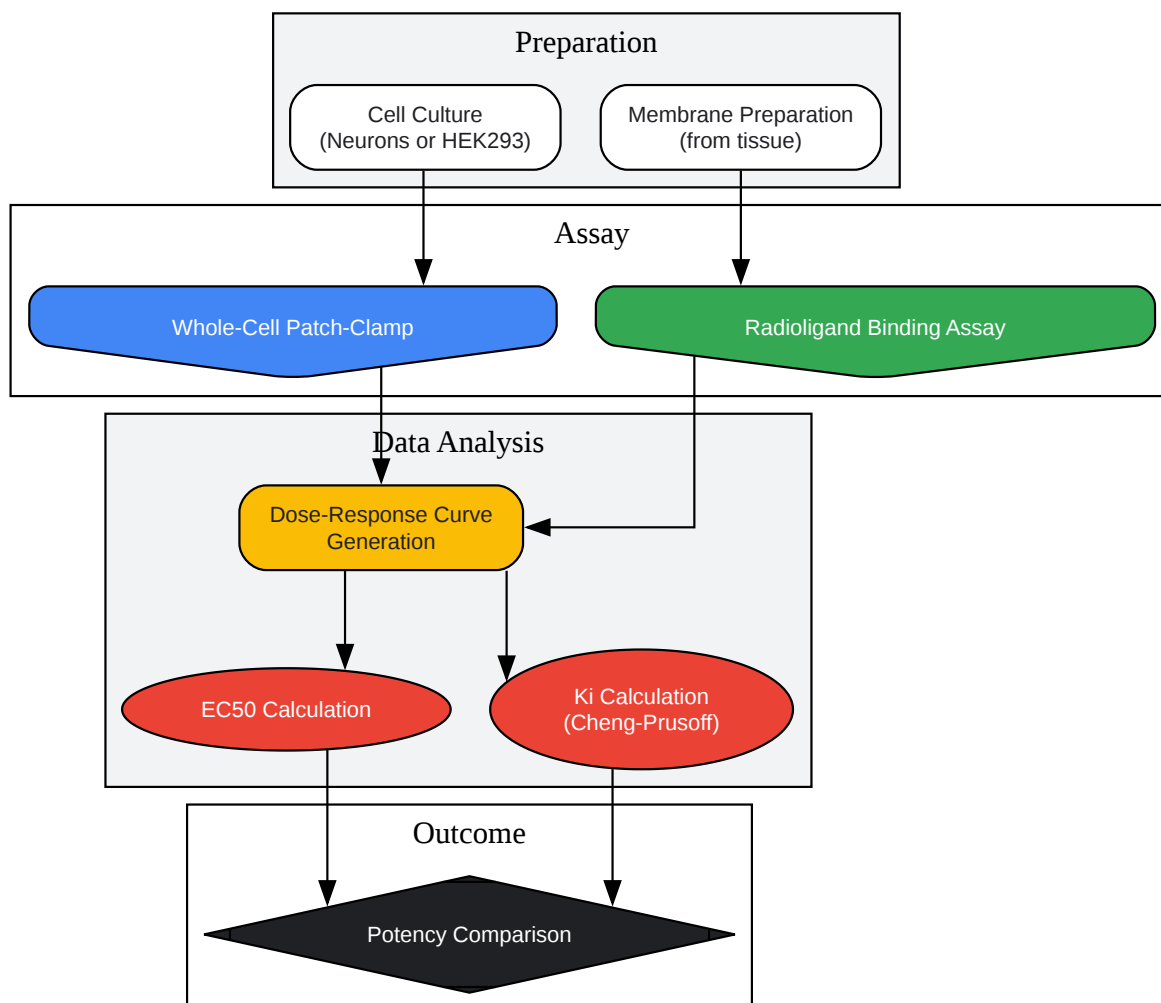 Preparation
Cell Culture
(Neurons or HEK293)
Membrane Preparation
(from tissue)
Assay
Whole-Cell Patch-Clamp
Radioligand Binding Assay
Data Analysis
Dose-Response Curve
Generation
EC50 Calculation
Ki Calculation
(Cheng-Prusoff)
Outcome
Potency Comparison